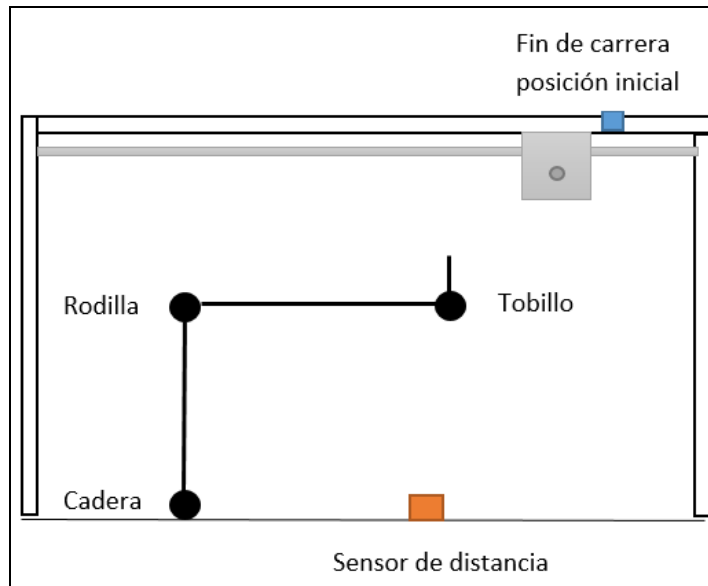 Fin de carrera
posición inicial
Rodilla
Tobillo
Cadera
Sensor de distancia